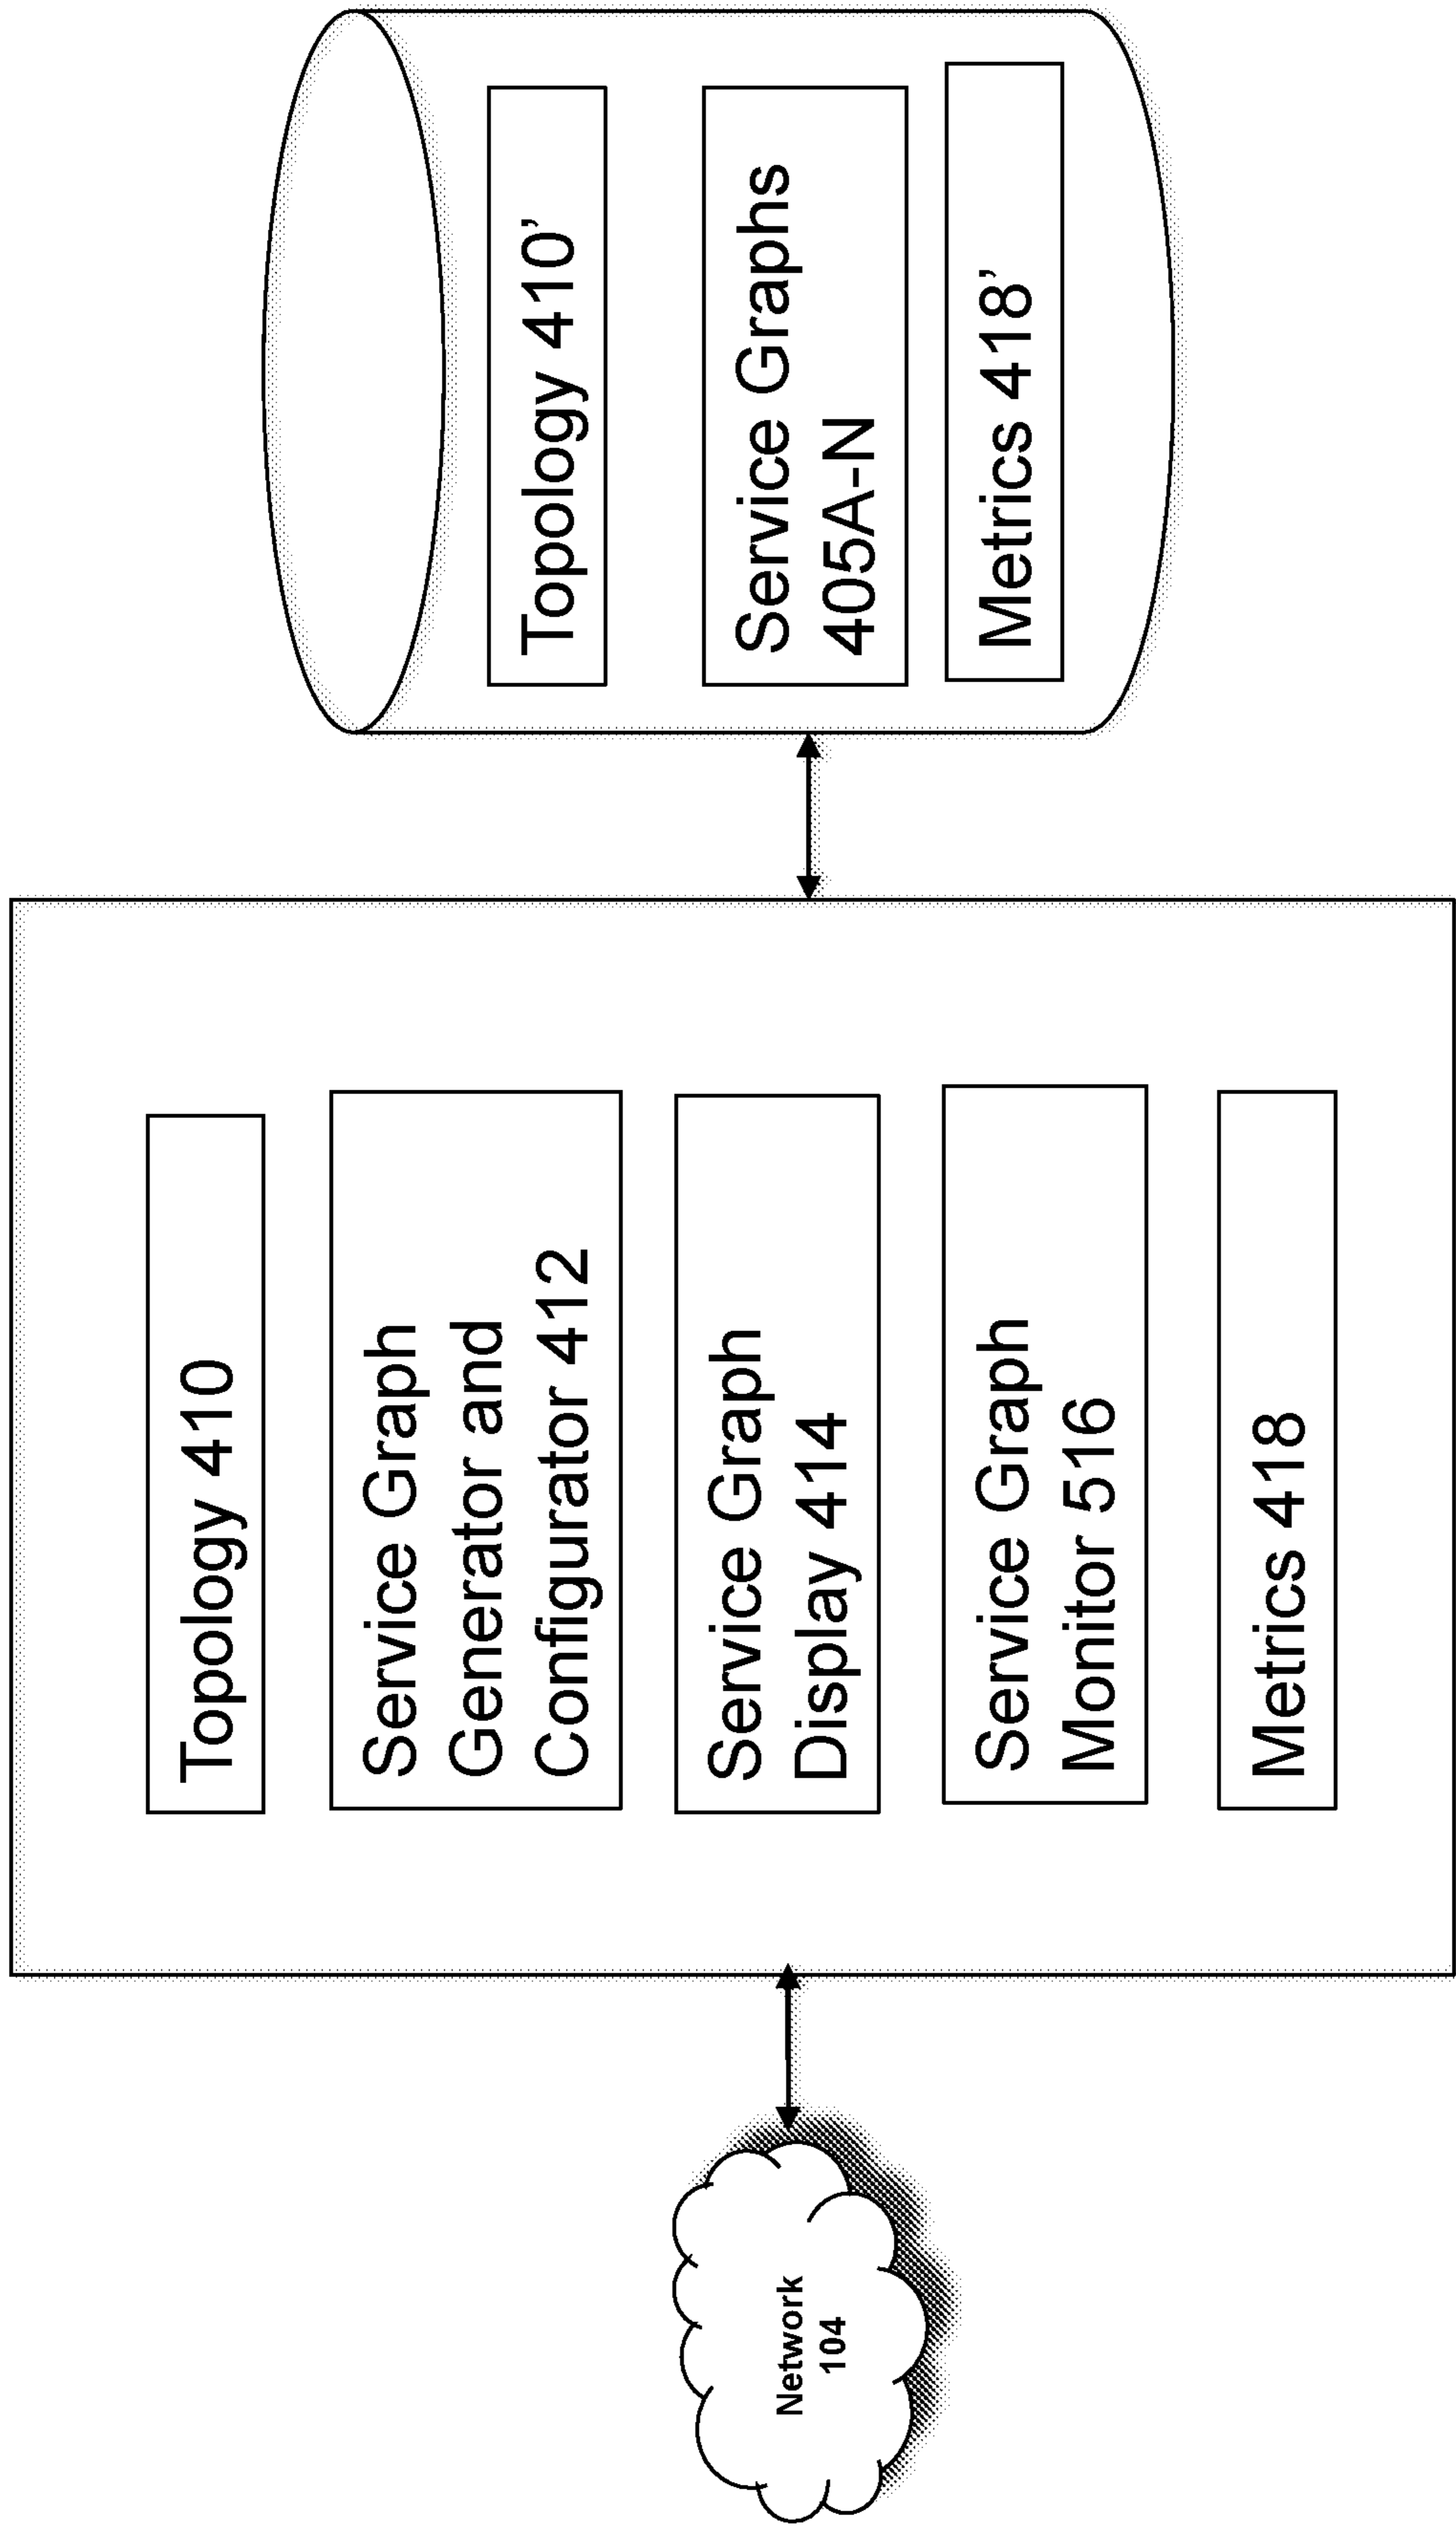 Network
104
Topology 410
Service Graph
Generator and
Configurator 412
Service Graph
Display 414
Service Graph
Monitor 516
Metrics 418
Topology 410’
Service Graphs
405A-N
Metrics 418’